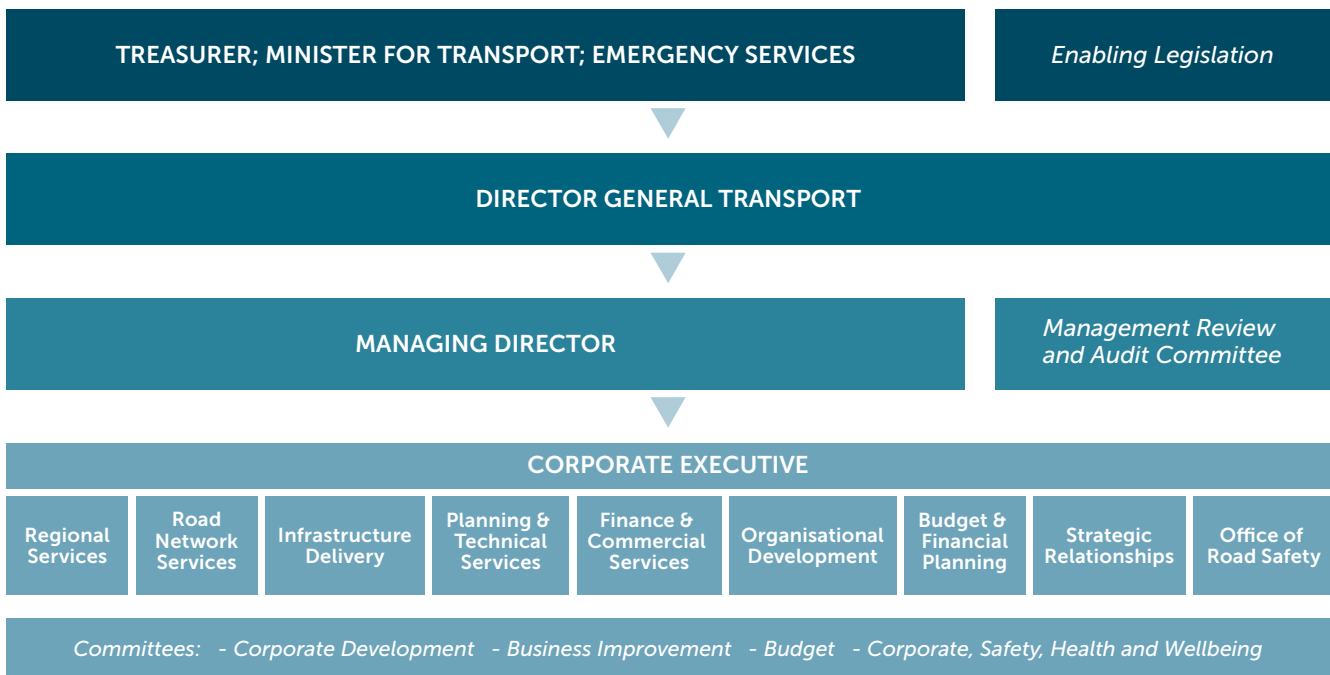 TREASURER; MINISTER FOR TRANSPORT; EMERGENCY SERVICES
Enabling Legislation
DIRECTOR GENERAL TRANSPORT
MANAGING DIRECTOR
Management Review
and Audit Committee
CORPORATE EXECUTIVE
Regional
Services
Road
Network
Services
Infrastructure
Delivery
Planning &
Technical
Services
Finance &
Commercial
Services
Organisational
Development
Budget &
Financial
Planning
Strategic
Relationships
Office of
Road Safety
Committees: - Corporate Development - Business Improvement - Budget - Corporate, Safety, Health and Wellbeing